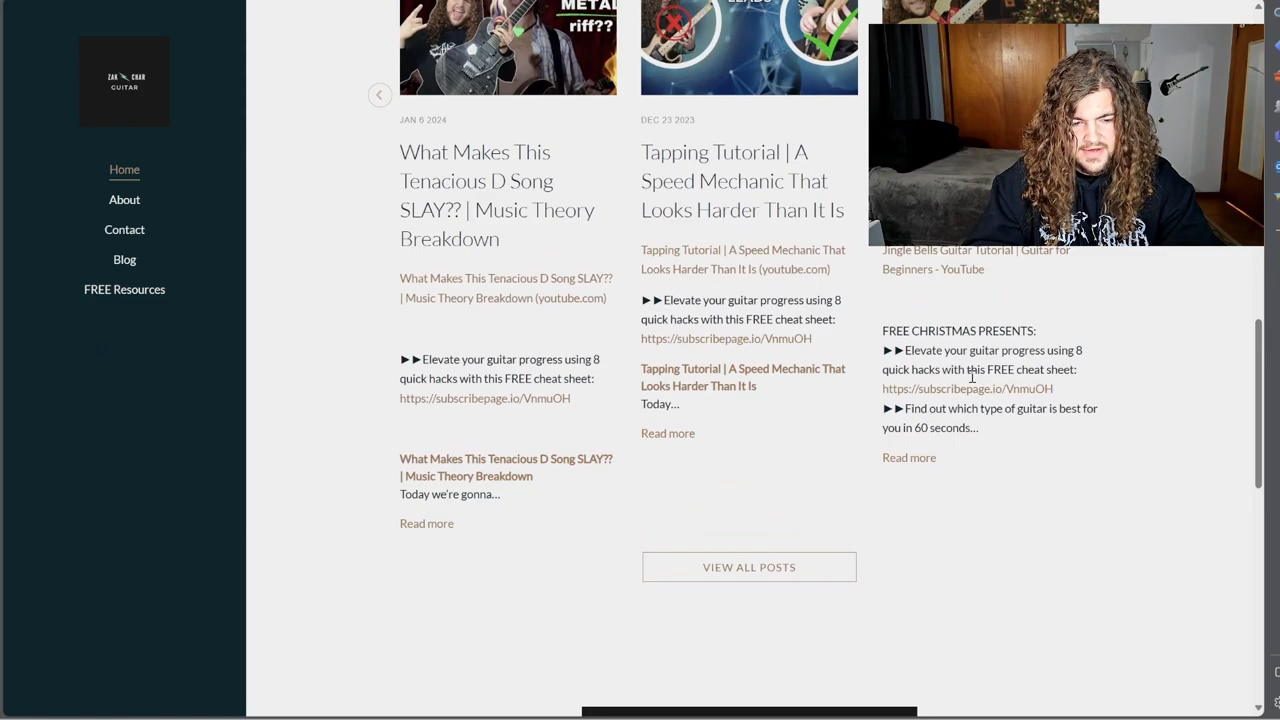 ZAK CHAR
GUITAR
Home
About
Contact
Blog
FREE Resources
METAL
riff??
JAN 6 2024
What Makes This
Tenacious D Song
SLAY?? | Music Theory
Breakdown
What Makes This Tenacious D Song SLAY??
| Music Theory Breakdown (youtube.com)
►►Elevate your guitar progress using 8
quick hacks with this FREE cheat sheet:
https://subscribepage.io/VnmuOH
What Makes This Tenacious D Song SLAY??
| Music Theory Breakdown
Today we're gonna...
Read more
LEADS
DEC 23 2023
Tapping Tutorial | A
Speed Mechanic That
Looks Harder Than It Is
Tapping Tutorial | A Speed Mechanic That
Looks Harder Than It Is (youtube.com)
►►Elevate your guitar progress using 8
quick hacks with this FREE cheat sheet:
https://subscribepage.io/VnmuOH
Tapping Tutorial | A Speed Mechanic That
Looks Harder Than It Is
Today...
Read more
Jingle Bells Guitar Tutorial | Guitar for
Beginners - YouTube
FREE CHRISTMAS PRESENTS:
►►Elevate your guitar progress using 8
quick hacks with this FREE cheat sheet:
https://subscribepage.io/VnmuOH
►►Find out which type of guitar is best for
you in 60 seconds...
Read more
VIEW ALL POSTS